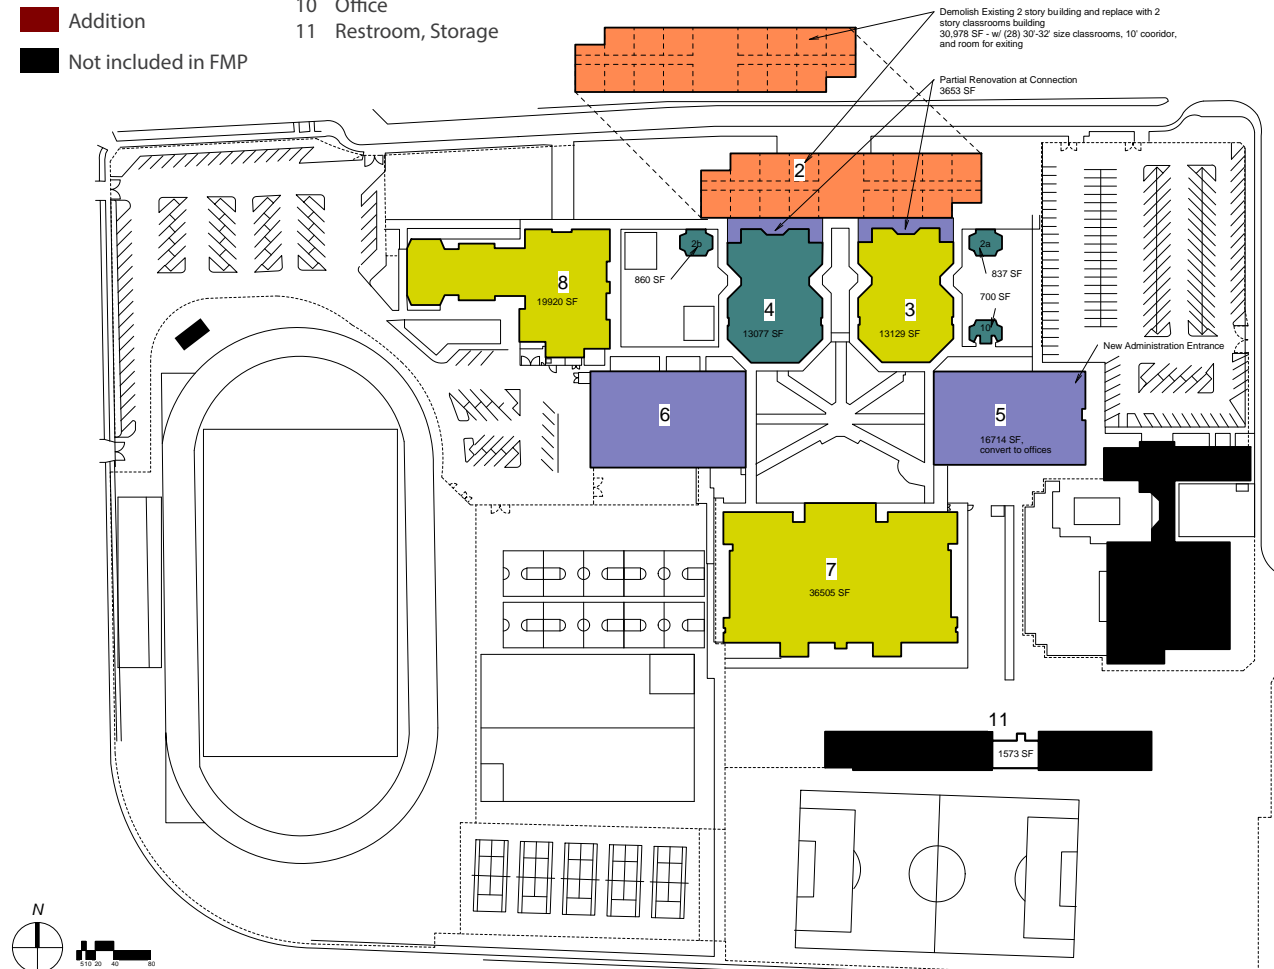 Addition
Not included in FMP
10 Office
11 Restroom, Storage
Demolish Existing 2 story building and replace with 2
story classrooms building
30,978 SF - w/ (28) 30'-32' size classrooms, 10' cooridor,
and room for exiting
Partial Renovation at Connection
3653 SF
2
2b
2a
860 SF
837 SF
700 SF
10
8
19920 SF
4
13077 SF
3
13129 SF
New Administration Entrance
6
5
16714 SF,
convert to offices
7
36505 SF
11
1573 SF
N
5 10 20 40 80